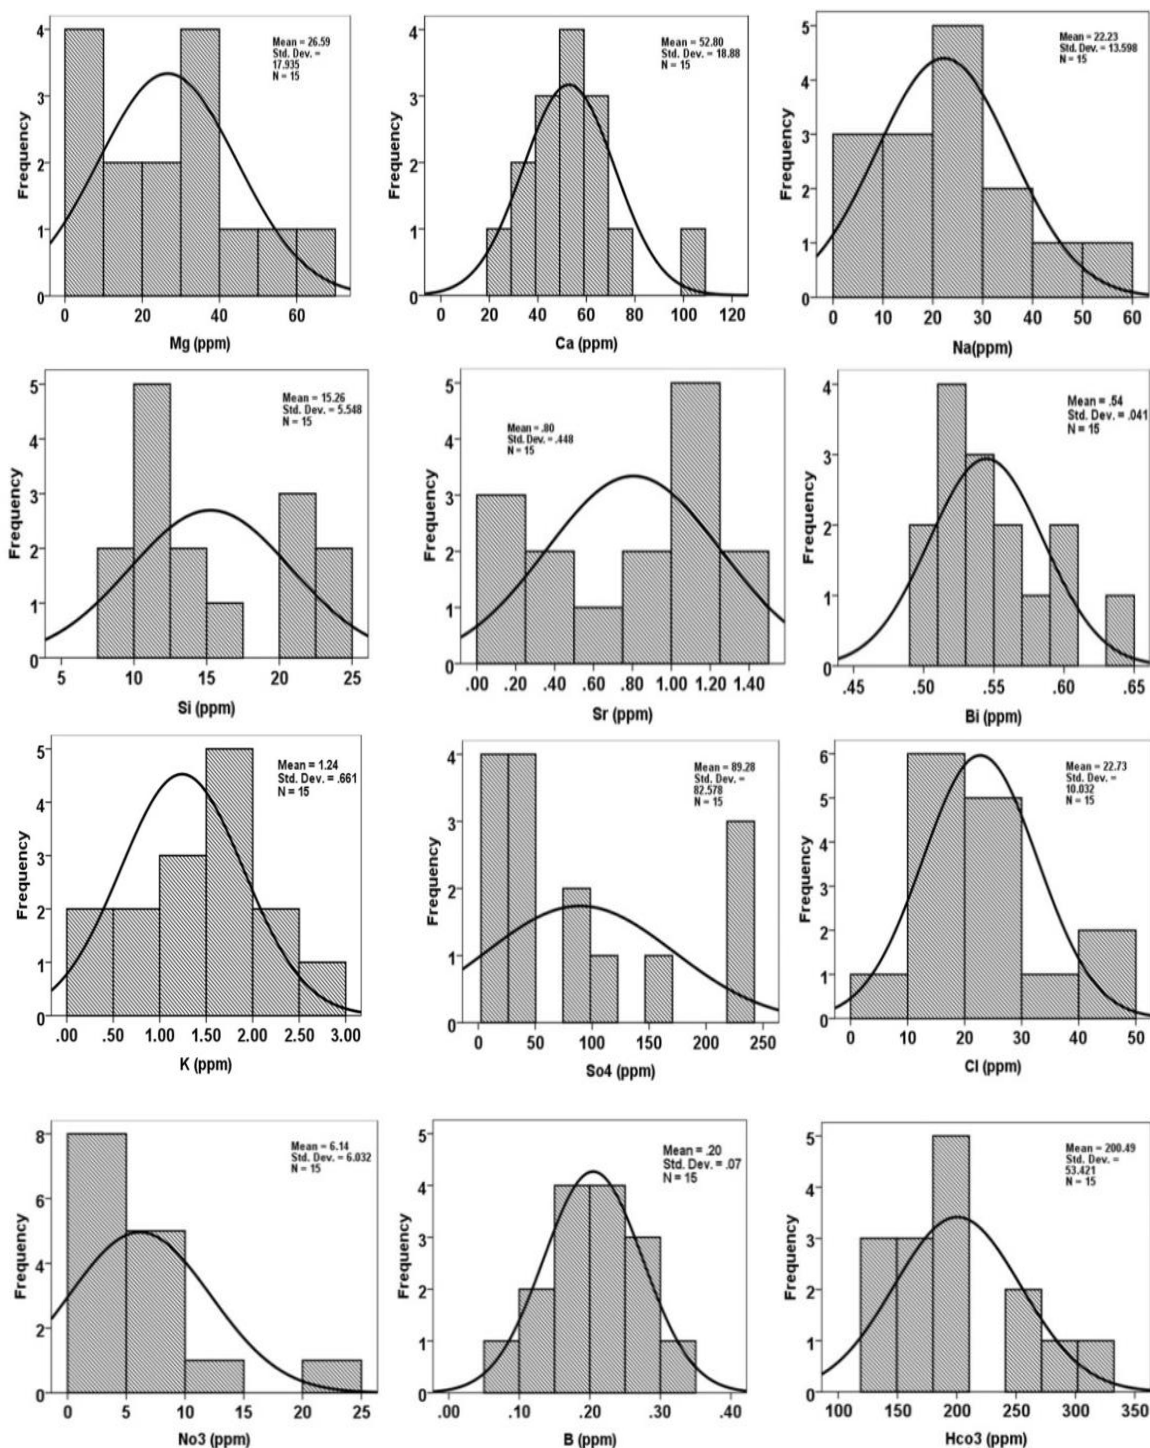 Mean = 26.59
Std. Dev. =
17.935
N = 15
4
3
2
1
0
Frequency
0 20 40 60
Mg (ppm)
Mean = 52.80
Std. Dev. = 18.88
N = 15
4
3
2
1
0
Frequency
0 20 40 60 80 100 120
Ca (ppm)
Mean = 22.23
Std. Dev. = 13.598
N = 15
5
4
3
2
1
0
Frequency
0 10 20 30 40 50 60
Na(ppm)
Mean = 15.26
Std. Dev. = 5.548
N = 15
5
4
3
2
1
0
Frequency
5 10 15 20 25
Si (ppm)
Mean = .80
Std. Dev. = .448
N = 15
5
4
3
2
1
0
Frequency
.00 .20 .40 .60 .80 1.00 1.20 1.40
Sr (ppm)
Mean = .54
Std. Dev. = .041
N = 15
4
3
2
1
0
Frequency
.45 .50 .55 .60 .65
Bi (ppm)
Mean = 1.24
Std. Dev. = .661
N = 15
5
4
3
2
1
0
Frequency
.00 .50 1.00 1.50 2.00 2.50 3.00
K (ppm)
Mean = 89.28
Std. Dev. =
82.578
N = 15
4
3
2
1
0
Frequency
0 50 100 150 200 250
So4 (ppm)
Mean = 22.73
Std. Dev. =
10.032
N = 15
6
5
4
3
2
1
0
Frequency
0 10 20 30 40 50
Cl (ppm)
Mean = 6.14
Std. Dev. = 6.032
N = 15
8
6
4
2
0
Frequency
0 5 10 15 20 25
No3 (ppm)
Mean = .20
Std. Dev. = .07
N = 15
5
4
3
2
1
0
Frequency
.00 .10 .20 .30 .40
B (ppm)
Mean = 200.49
Std. Dev. =
53.421
N = 15
5
4
3
2
1
0
Frequency
100 150 200 250 300 350
Hco3 (ppm)